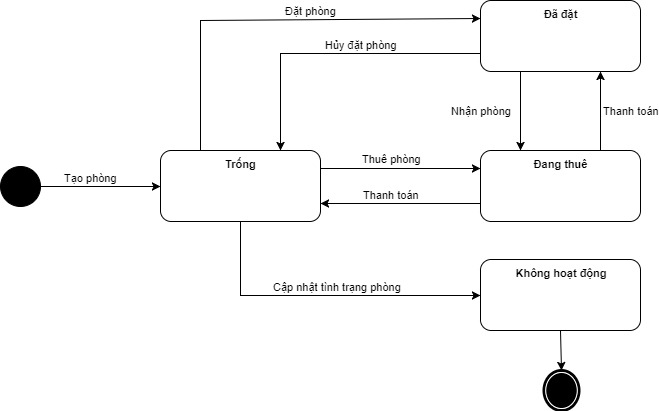 Đặt phòng
Đã đặt
Hủy đặt phòng
Nhận phòng
Thanh toán
Trống
Thuê phòng
Đang thuê
Tạo phòng
Thanh toán
Không hoạt động
Cập nhật tình trạng phòng